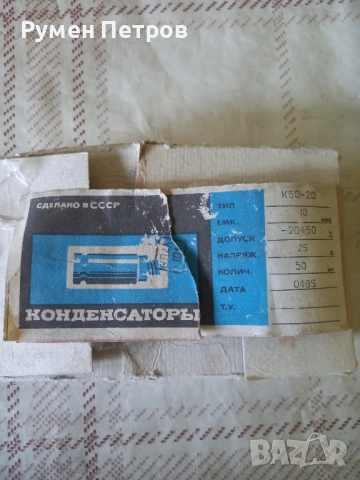 Румен Петров
СДЕЛАНО В СССР
КОНДЕНСАТОРЫ
ТИП К50-20
ЕМК. 10
ДОПУСК -20+50 %
НАПРЯЖ. 25 В
КОЛИЧ. 50
ДАТА 0485
Т.У.
BAZAR